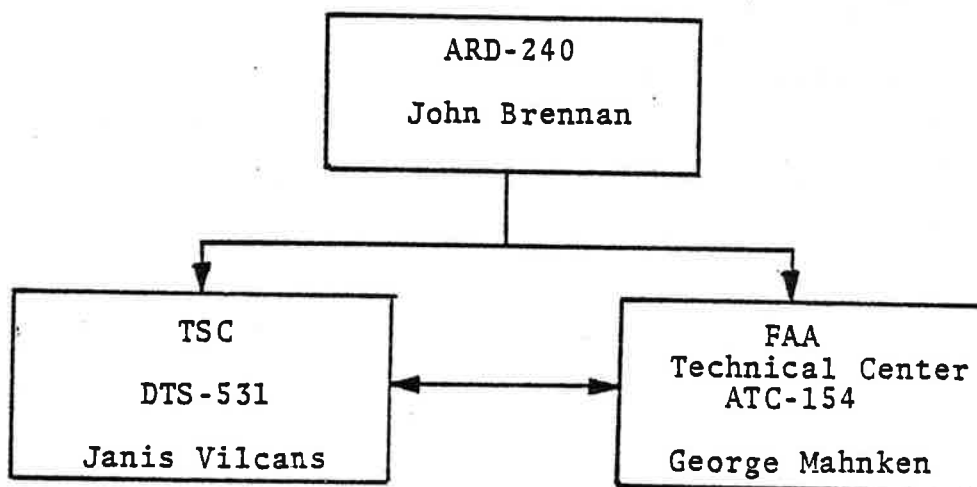 ARD-240
John Brennan
TSC
DTS-531
Janis Vilcans
FAA
Technical Center
ATC-154
George Mahnken